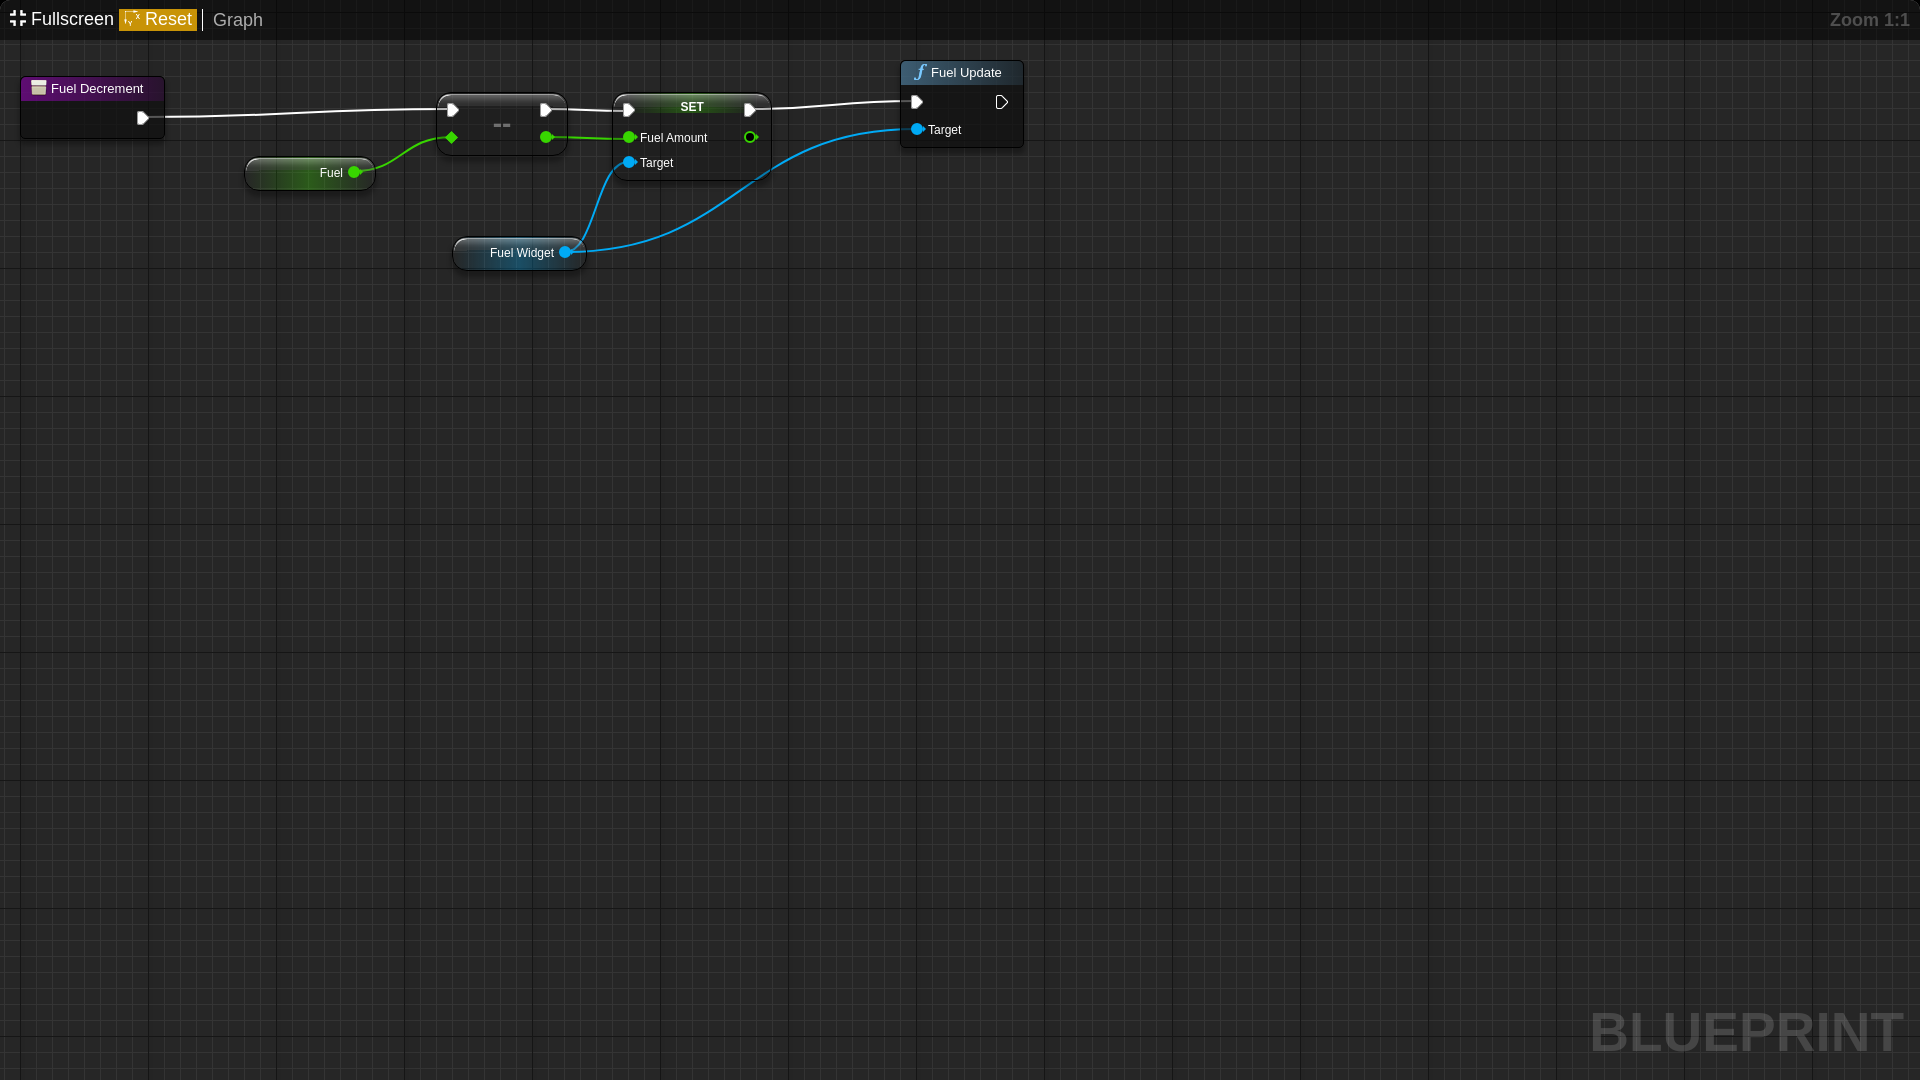 Fullscreen Reset Graph Zoom 1:1
Fuel Update
Fuel Decrement
SET
--
Target
Fuel Amount
Target
Fuel
Fuel Widget
BLUEPRINT